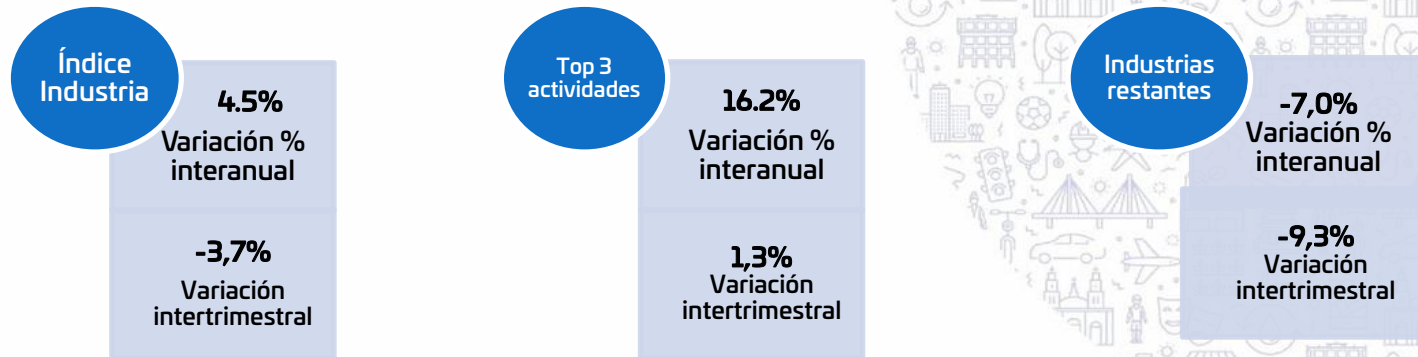 Índice
Industria
4.5%
Variación %
interanual
-3,7%
Variación
intertrimestral
Top 3
actividades
16.2%
Variación %
interanual
1,3%
Variación
intertrimestral
Industrias
restantes
-7,0%
Variación %
interanual
-9,3%
Variación
intertrimestral